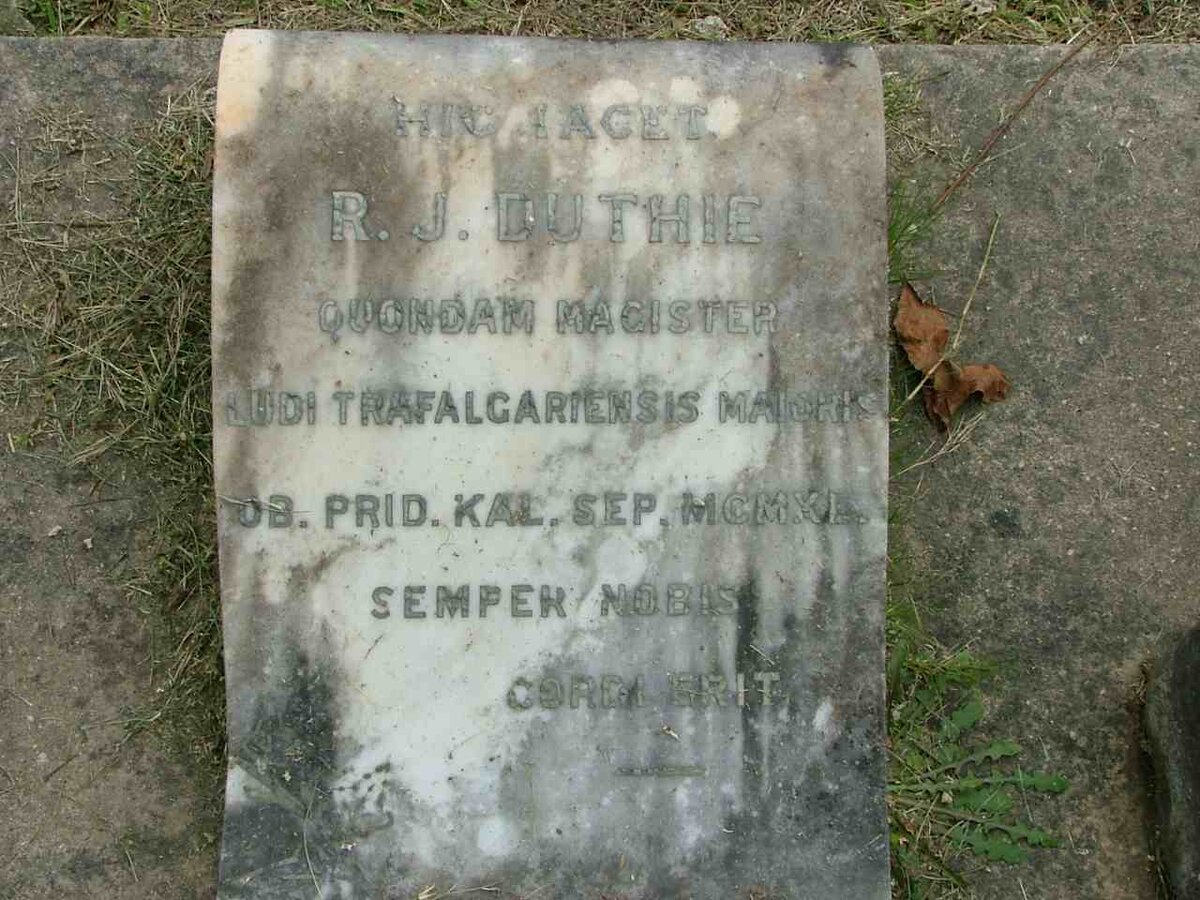 HIC IACET
R. J. DUTHIE
QUONDAM MAGISTER
LUDI TRAFALGARIENSIS MAIORIS
OB. PRID. KAL. SEP. MCMXL.
SEMPER NOBIS
CORDI ERIT.